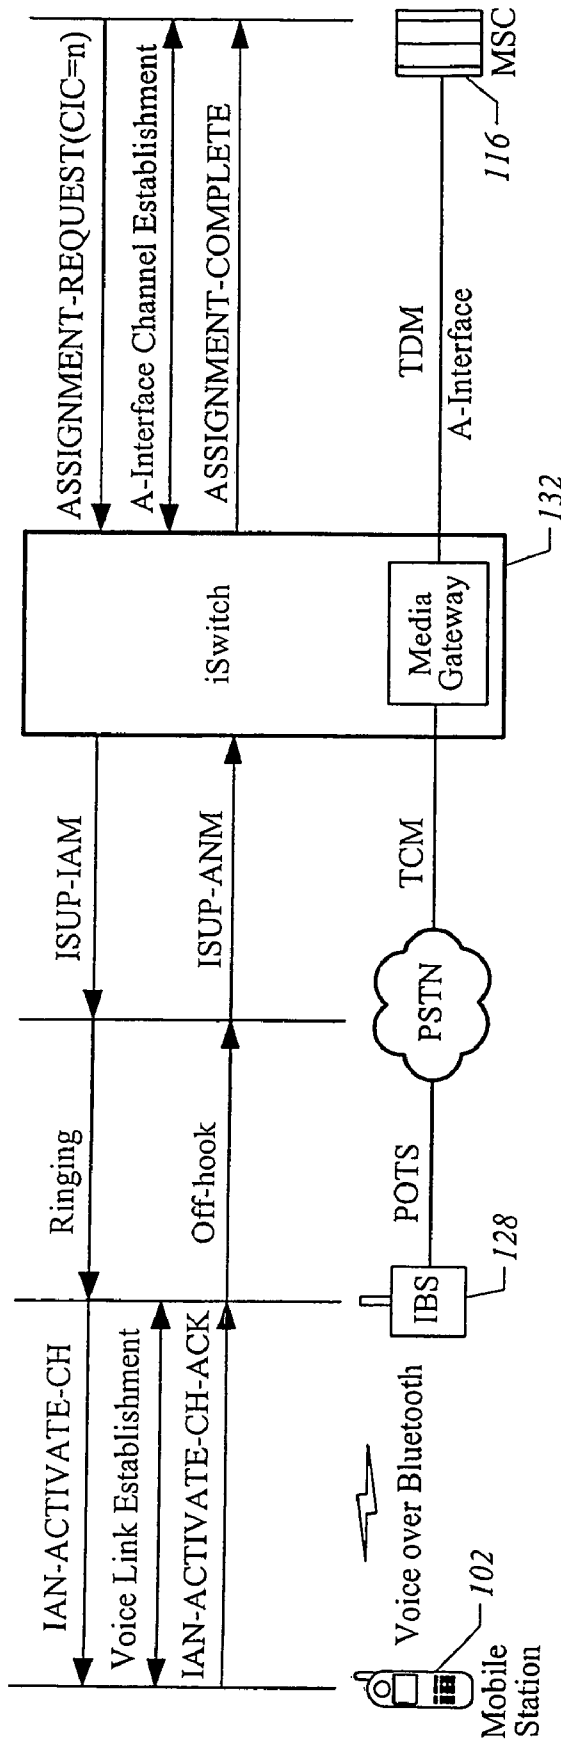 IAN-ACTIVATE-CH
Ringing
ISUP-IAM
ASSIGNMENT-REQUEST(CIC=n)
Voice Link Establishment
A-Interface Channel Establishment
IAN-ACTIVATE-CH-ACK
Off-hook
ISUP-ANM
iSwitch
ASSIGNMENT-COMPLETE
Voice over Bluetooth
POTS
TCM
TDM
A-Interface
IBS
PSTN
Media
Gateway
MSC
102
128
132
116
Mobile
Station